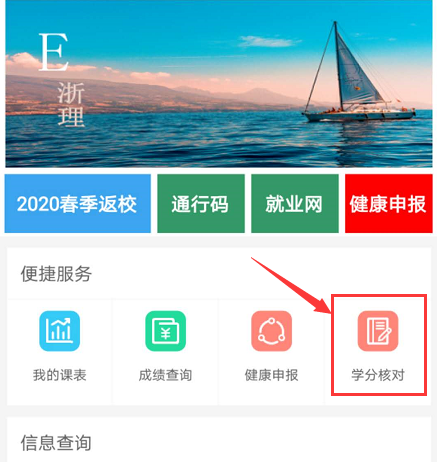 E
浙
理
2020春季返校
通行码
就业网
健康申报
便捷服务
我的课表
成绩查询
健康申报
学分核对
信息查询